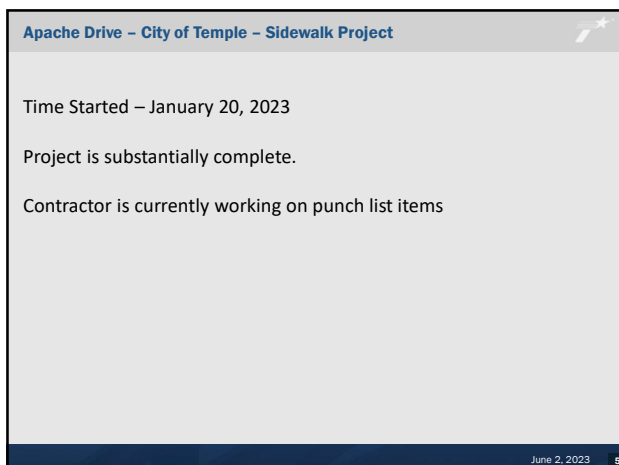 Apache Drive – City of Temple – Sidewalk Project
Time Started – January 20, 2023
Project is substantially complete.
Contractor is currently working on punch list items
June 2, 2023 5